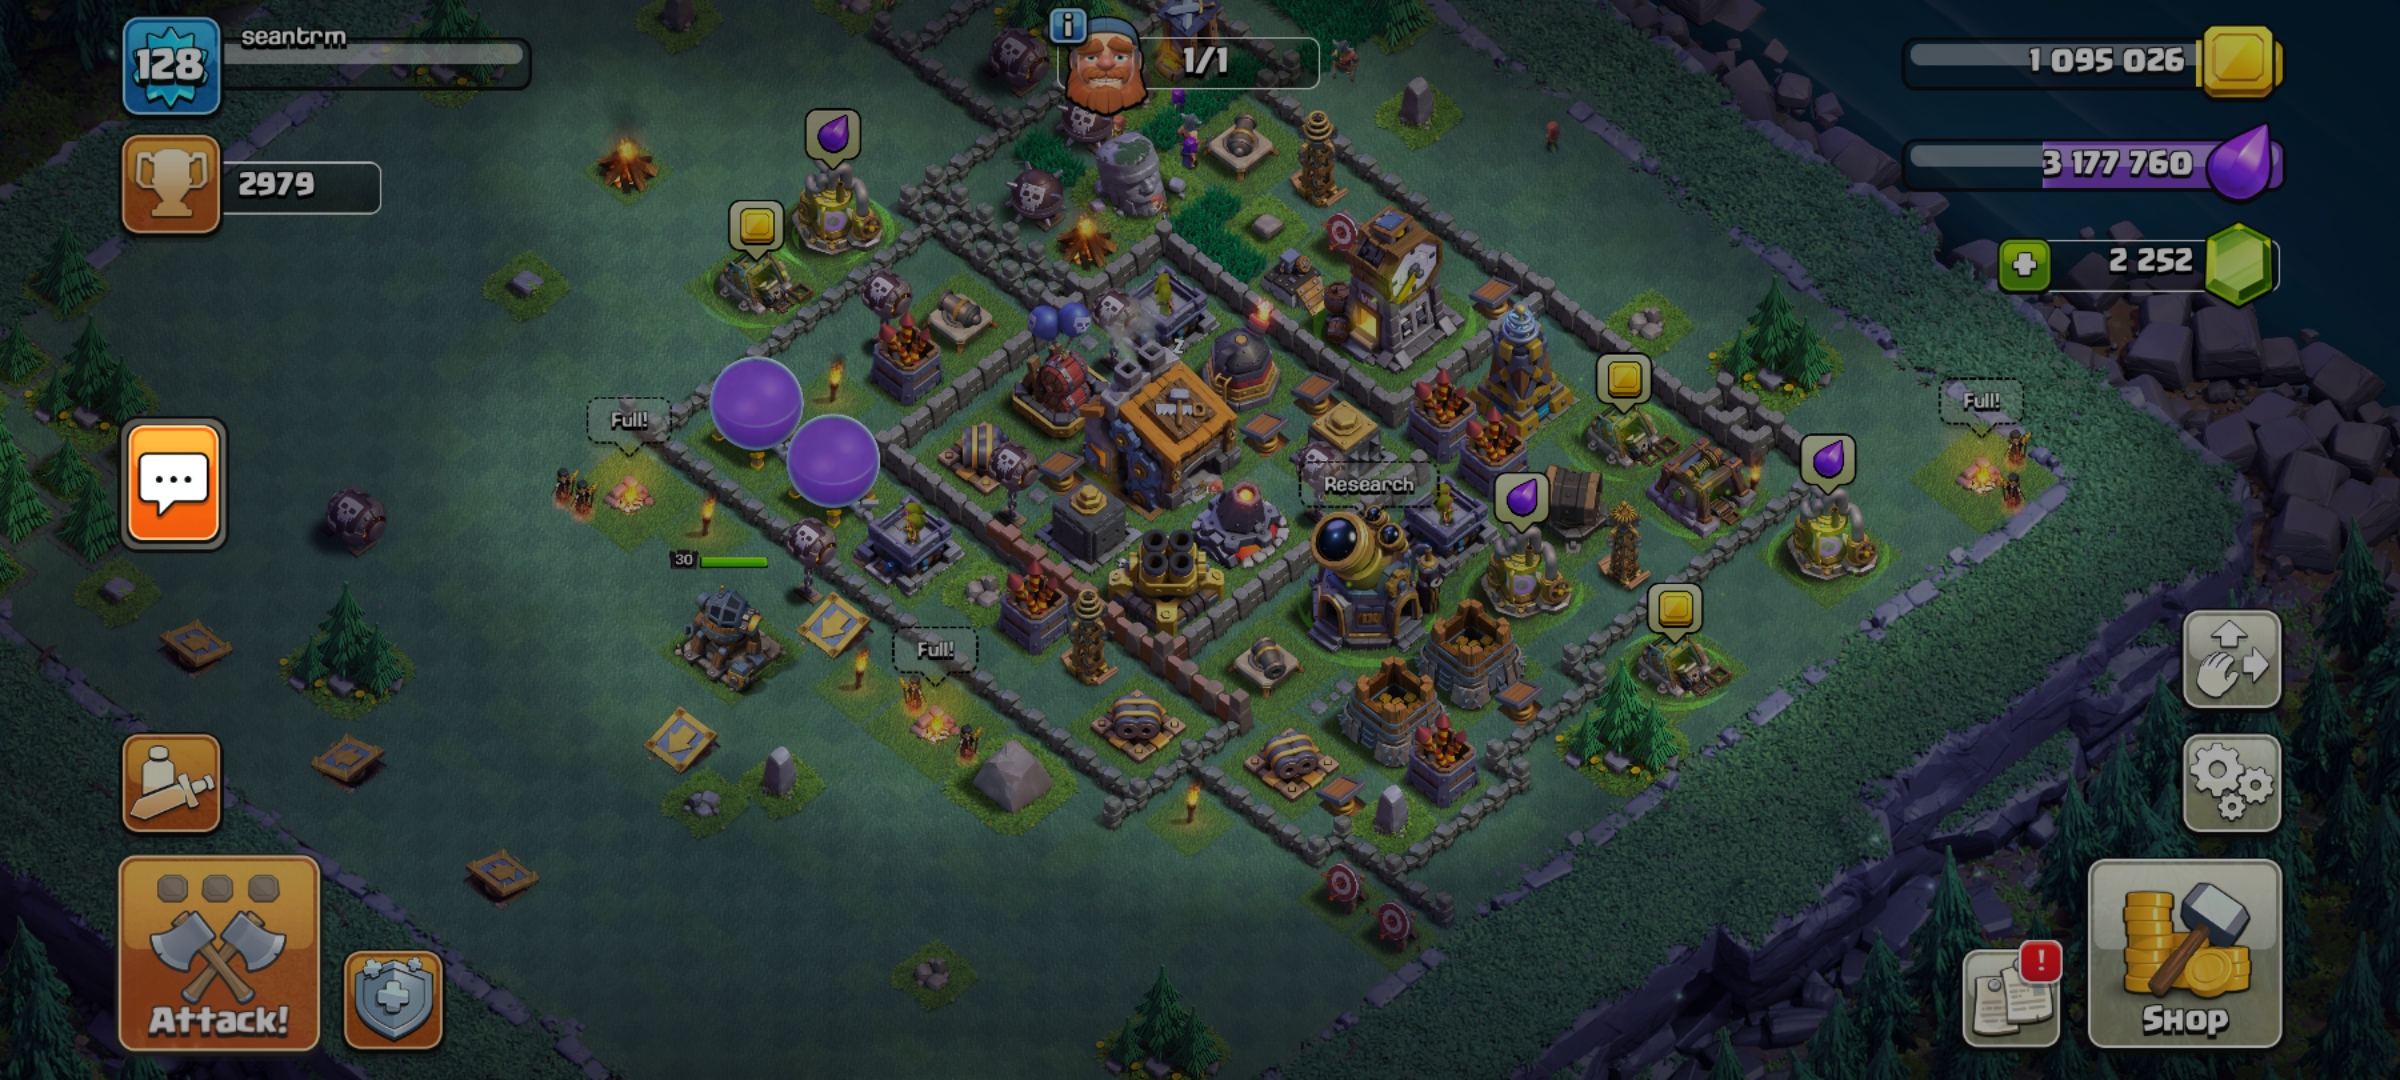 128
seantrm
1/1
1 095 026
2979
3 177 760
2 252
Full!
Full!
Research
30
Full!
Attack!
!
Shop